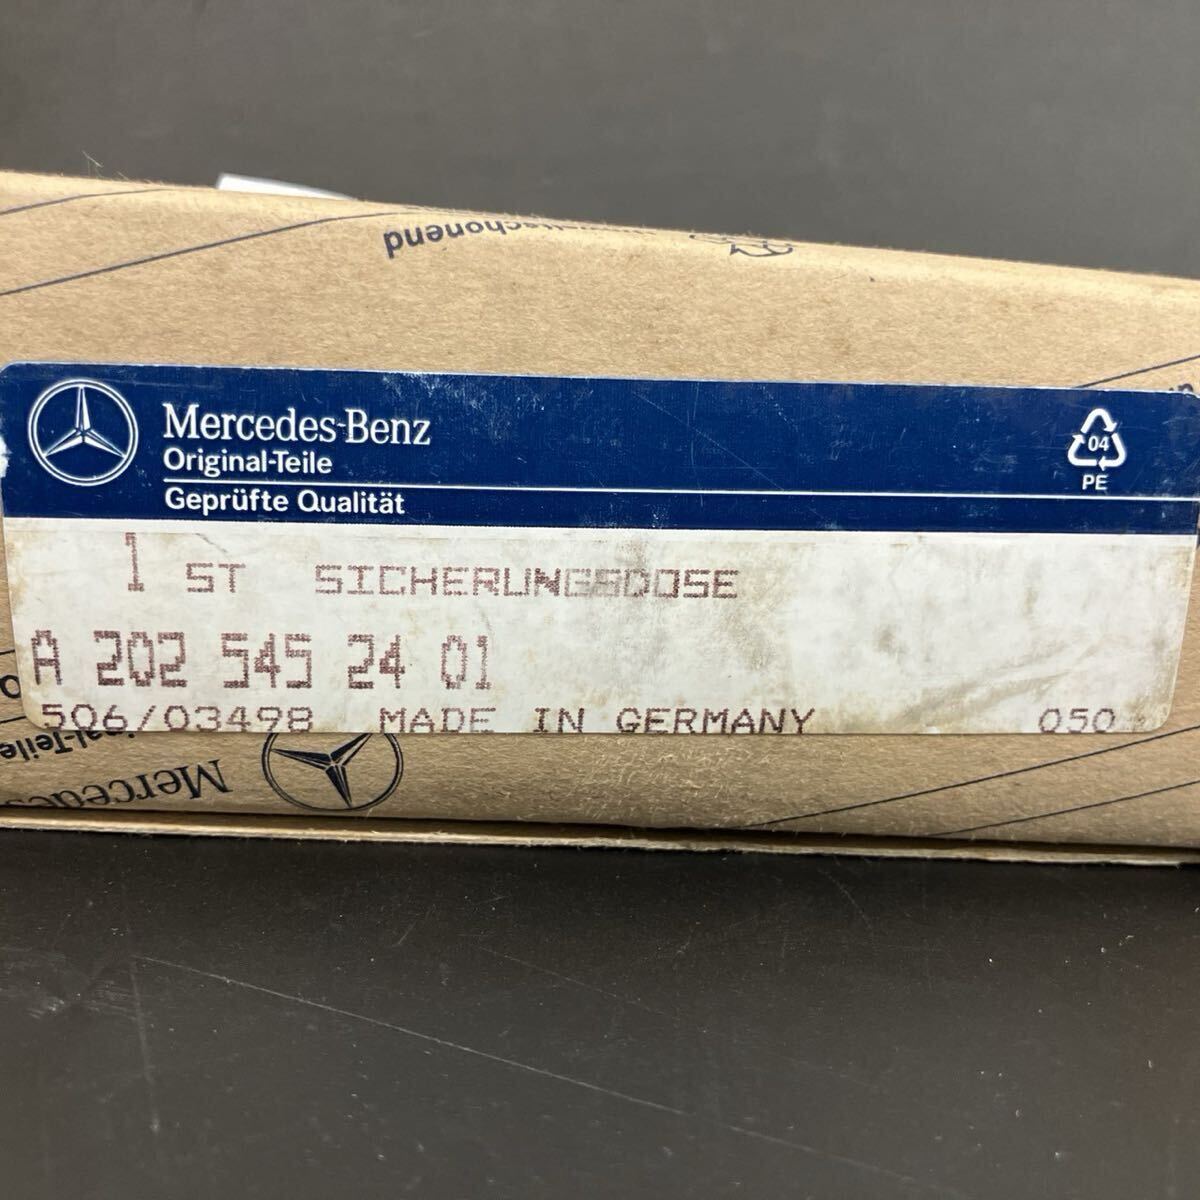 umweltschonend
Mercedes-Benz
Original-Teile
Geprüfte Qualität
04
PE
1 ST SICHERUNGSDOSE
A 202 545 24 01
506/03498 MADE IN GERMANY 050